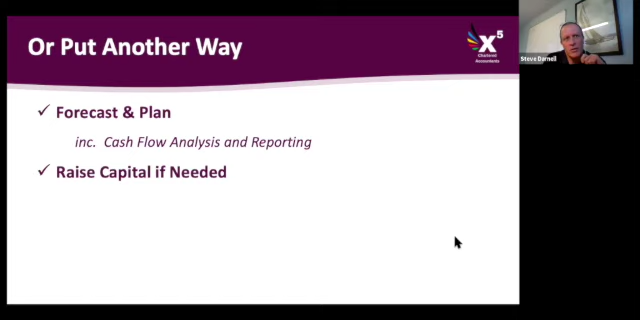 Or Put Another Way
x5
Chartered
Accountants
Steve Darnell
✓ Forecast & Plan
inc. Cash Flow Analysis and Reporting
✓ Raise Capital if Needed